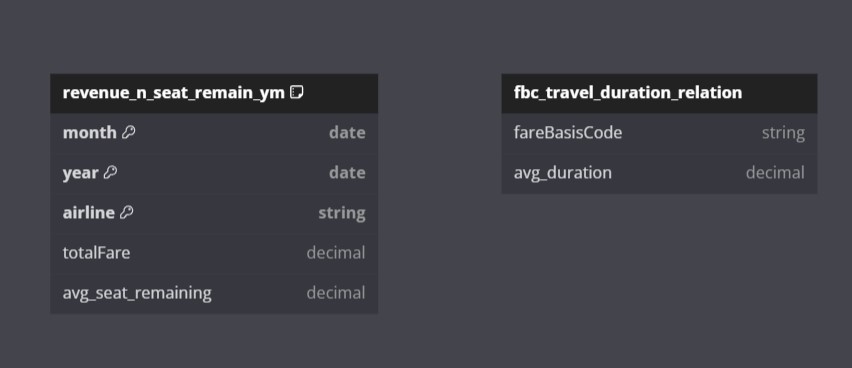 revenue_n_seat_remain_ym
month date
year date
airline string
totalFare decimal
avg_seat_remaining decimal
fbc_travel_duration_relation
fareBasisCode string
avg_duration decimal